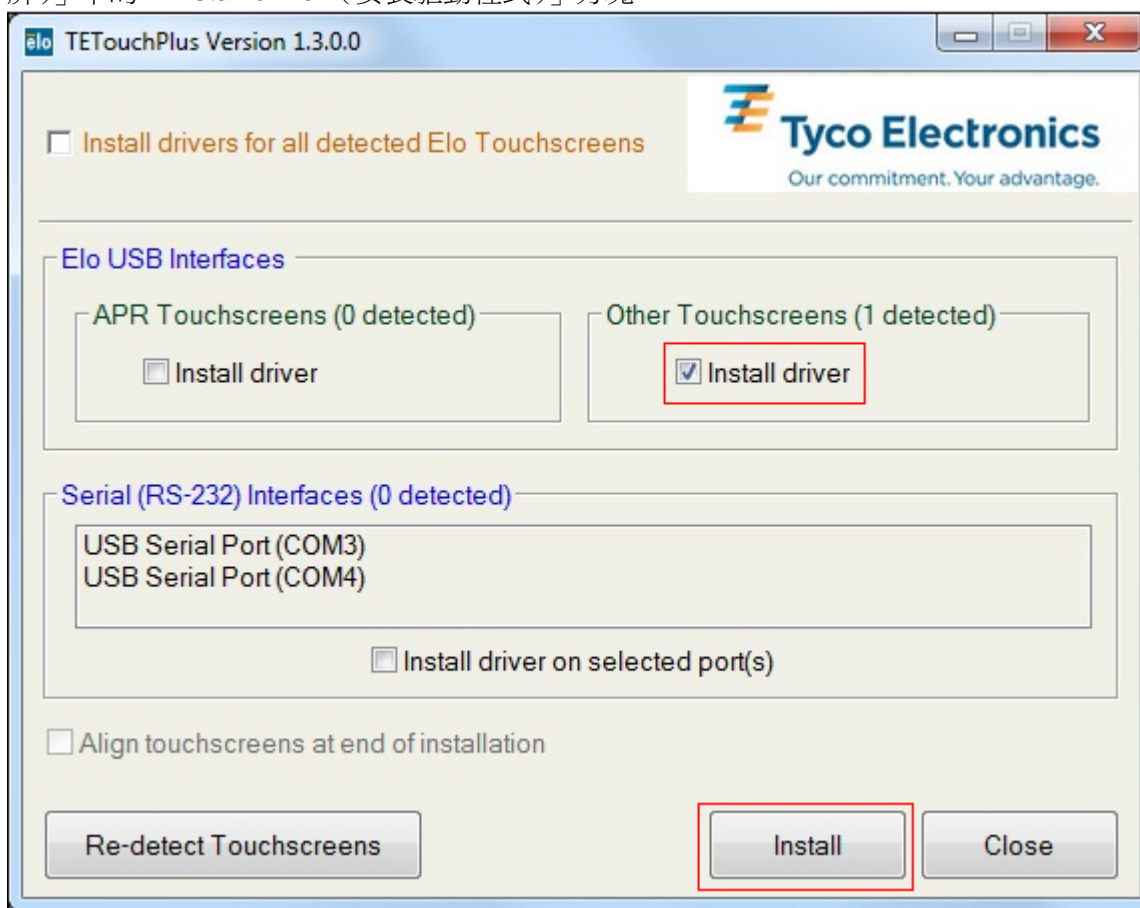 TETouchPlus Version 1.3.0.0
Install drivers for all detected Elo Touchscreens
Tyco Electronics
Our commitment. Your advantage.
Elo USB Interfaces
APR Touchscreens (0 detected)
Install driver
Other Touchscreens (1 detected)
Install driver
Serial (RS-232) Interfaces (0 detected)
USB Serial Port (COM3)
USB Serial Port (COM4)
Install driver on selected port(s)
Align touchscreens at end of installation
Re-detect Touchscreens
Install
Close